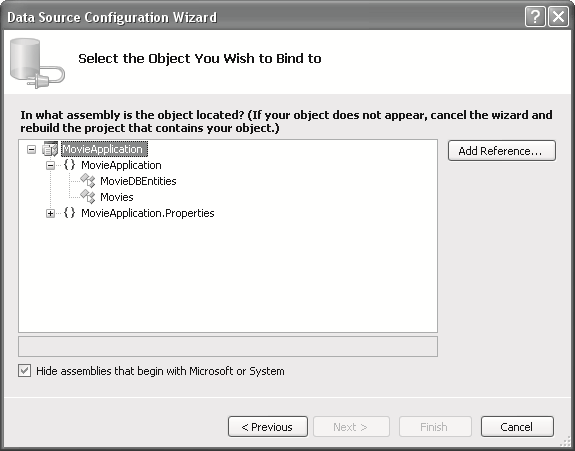 Data Source Configuration Wizard
Select the Object You Wish to Bind to
In what assembly is the object located? (If your object does not appear, cancel the wizard and
rebuild the project that contains your object.)
MovieApplication
Add Reference...
{ } MovieApplication
MovieDBEntities
Movies
{ } MovieApplication.Properties
Hide assemblies that begin with Microsoft or System
< Previous
Next >
Finish
Cancel